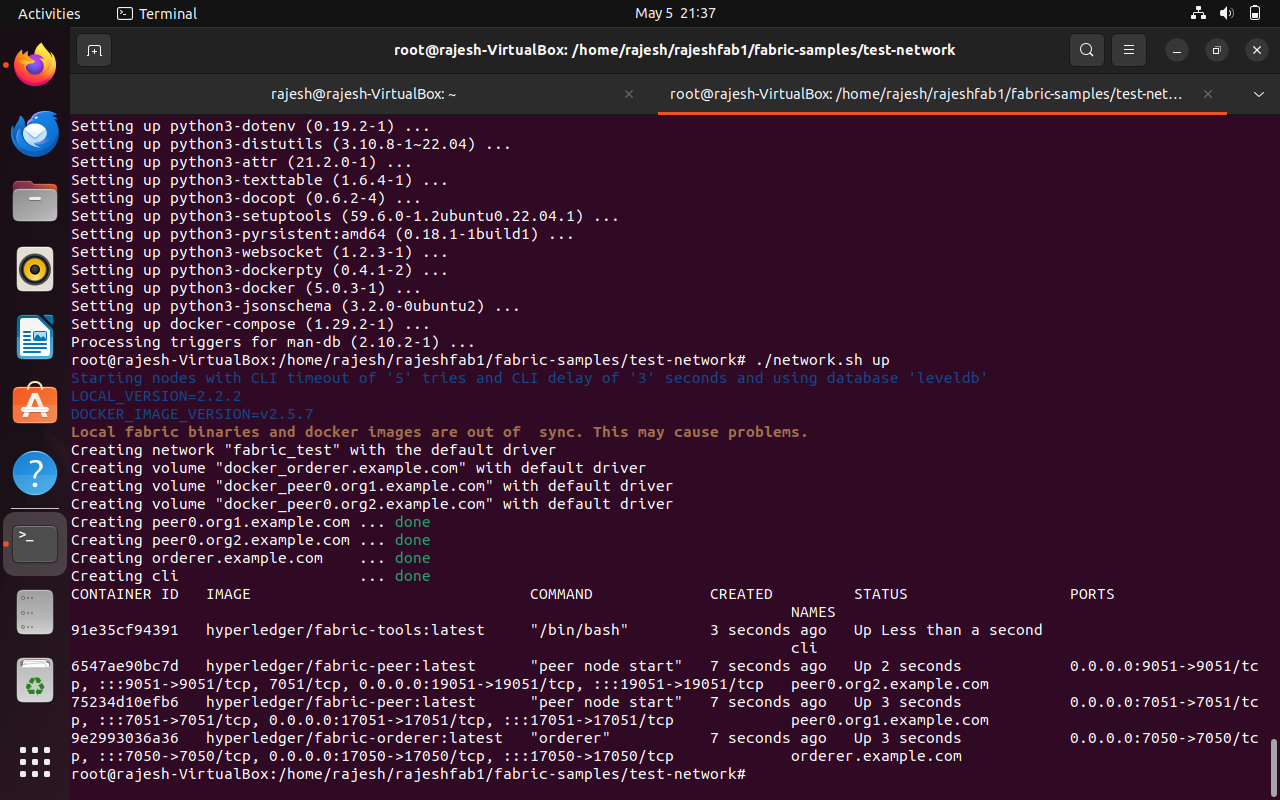 Activities Terminal May 5 21:37
root@rajesh-VirtualBox: /home/rajesh/rajeshfab1/fabric-samples/test-network
rajesh@rajesh-VirtualBox: ~ root@rajesh-VirtualBox: /home/rajesh/rajeshfab1/fabric-samples/test-net...
Setting up python3-dotenv (0.19.2-1) ...
Setting up python3-distutils (3.10.8-1~22.04) ...
Setting up python3-attr (21.2.0-1) ...
Setting up python3-texttable (1.6.4-1) ...
Setting up python3-docopt (0.6.2-4) ...
Setting up python3-setuptools (59.6.0-1.2ubuntu0.22.04.1) ...
Setting up python3-pyrsistent:amd64 (0.18.1-1build1) ...
Setting up python3-websocket (1.2.3-1) ...
Setting up python3-dockerpty (0.4.1-2) ...
Setting up python3-docker (5.0.3-1) ...
Setting up python3-jsonschema (3.2.0-0ubuntu2) ...
Setting up docker-compose (1.29.2-1) ...
Processing triggers for man-db (2.10.2-1) ...
root@rajesh-VirtualBox:/home/rajesh/rajeshfab1/fabric-samples/test-network# ./network.sh up
Starting nodes with CLI timeout of '5' tries and CLI delay of '3' seconds and using database 'leveldb'
LOCAL_VERSION=2.2.2
DOCKER_IMAGE_VERSION=v2.5.7
Local fabric binaries and docker images are out of  sync. This may cause problems.
Creating network "fabric_test" with the default driver
Creating volume "docker_orderer.example.com" with default driver
Creating volume "docker_peer0.org1.example.com" with default driver
Creating volume "docker_peer0.org2.example.com" with default driver
Creating peer0.org1.example.com ... done
Creating peer0.org2.example.com ... done
Creating orderer.example.com    ... done
Creating cli                    ... done
CONTAINER ID   IMAGE                               COMMAND             CREATED         STATUS                  PORTS
NAMES
91e35cf94391   hyperledger/fabric-tools:latest     "/bin/bash"         3 seconds ago   Up Less than a second
cli
6547ae90bc7d   hyperledger/fabric-peer:latest      "peer node start"   7 seconds ago   Up 2 seconds            0.0.0.0:9051->9051/tc
p, :::9051->9051/tcp, 7051/tcp, 0.0.0.0:19051->19051/tcp, :::19051->19051/tcp   peer0.org2.example.com
75234d10efb6   hyperledger/fabric-peer:latest      "peer node start"   7 seconds ago   Up 3 seconds            0.0.0.0:7051->7051/tc
p, :::7051->7051/tcp, 0.0.0.0:17051->17051/tcp, :::17051->17051/tcp             peer0.org1.example.com
9e2993036a36   hyperledger/fabric-orderer:latest   "orderer"           7 seconds ago   Up 3 seconds            0.0.0.0:7050->7050/tc
p, :::7050->7050/tcp, 0.0.0.0:17050->17050/tcp, :::17050->17050/tcp             orderer.example.com
root@rajesh-VirtualBox:/home/rajesh/rajeshfab1/fabric-samples/test-network#